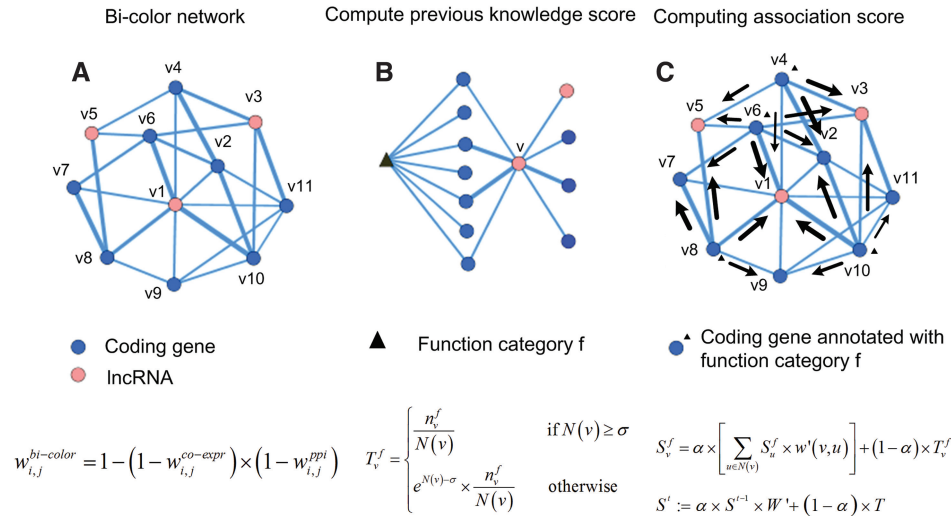 Bi-color network
Compute previous knowledge score
Computing association score
A
v4
v5
v3
v6
v2
v7
v1
v11
v8
v10
v9
B
v
C
v4
v5
v3
v6
v2
v7
v1
v11
v8
v10
v9
Coding gene
lncRNA
Function category f
Coding gene annotated with
function category f
w_{i,j}^{bi-color} = 1-(1-w_{i,j}^{co-expr})×(1-w_{i,j}^{ppi})
T_v^f = { n_v^f / N(v) if N(v) ≥ σ
e^{N(v)-σ} × n_v^f / N(v) otherwise
S_v^f = α×[∑_{u∈N(v)} S_u^f × w'(v,u)]+(1-α)×T_v^f
S^t := α×S^{t-1}×W'+(1-α)×T